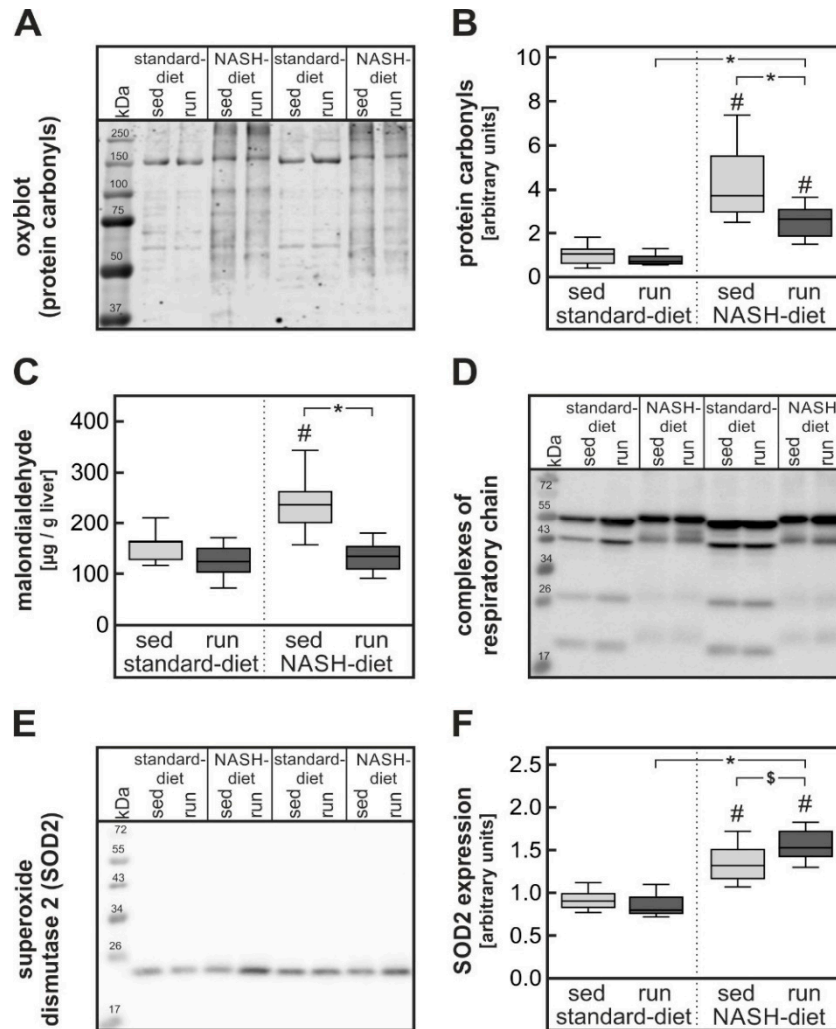 A
standard-diet NASH-diet standard-diet NASH-diet
kDa sed run sed run sed run sed run
250
150
100
75
50
37
oxyblot
(protein carbonyls)
B
protein carbonyls
[arbitrary units]
10
8
6
4
2
0
*
*
#
#
sed run sed run
standard-diet NASH-diet
C
malondialdehyde
[µg / g liver]
400
300
200
100
0
*
#
sed run sed run
standard-diet NASH-diet
D
standard-diet NASH-diet standard-diet NASH-diet
kDa sed run sed run sed run sed run
72
55
43
34
26
17
complexes of
respiratory chain
E
standard-diet NASH-diet standard-diet NASH-diet
kDa sed run sed run sed run sed run
72
55
43
34
26
17
superoxide
dismutase 2 (SOD2)
F
SOD2 expression
[arbitrary units]
2.5
2.0
1.5
1.0
0.5
0.0
*
$
#
#
sed run sed run
standard-diet NASH-diet